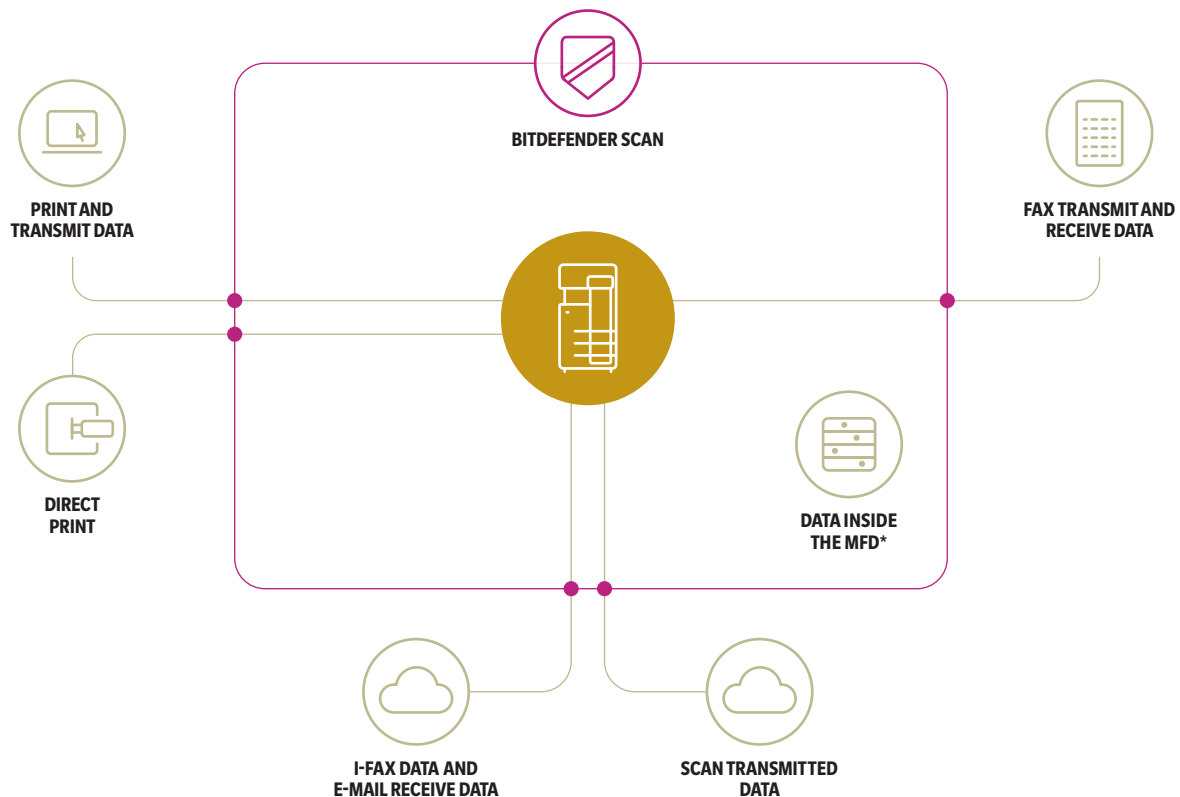 BITDEFENDER SCAN
PRINT AND
TRANSMIT DATA
FAX TRANSMIT AND
RECEIVE DATA
DIRECT
PRINT
DATA INSIDE
THE MFD*
I-FAX DATA AND
E-MAIL RECEIVE DATA
SCAN TRANSMITTED
DATA